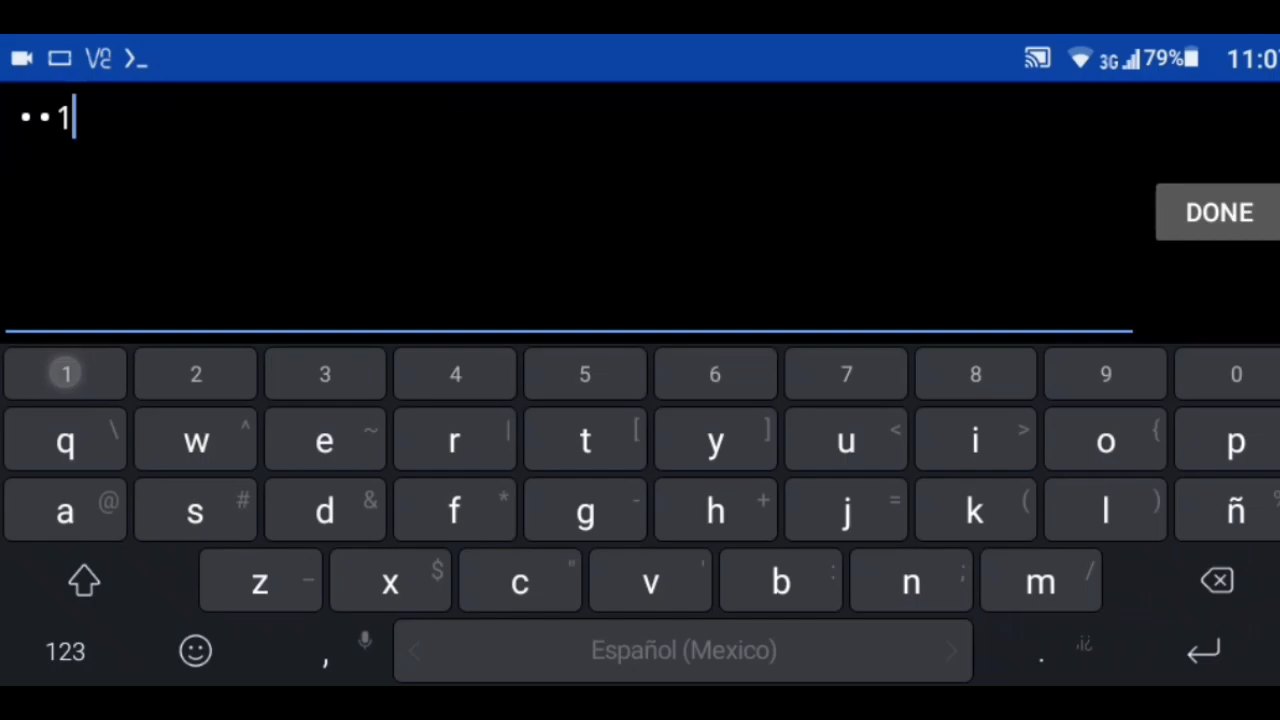 3G 79% 11:0
••1
DONE
1 2 3 4 5 6 7 8 9 0
q \ w ^ e ~ r | t [ y ] u < i > o { p
a @ s # d & f * g - h + j = k ( l ) ñ
z _ x $ c " v ' b : n ; m /
123 , < Español (Mexico) > . ,i¿